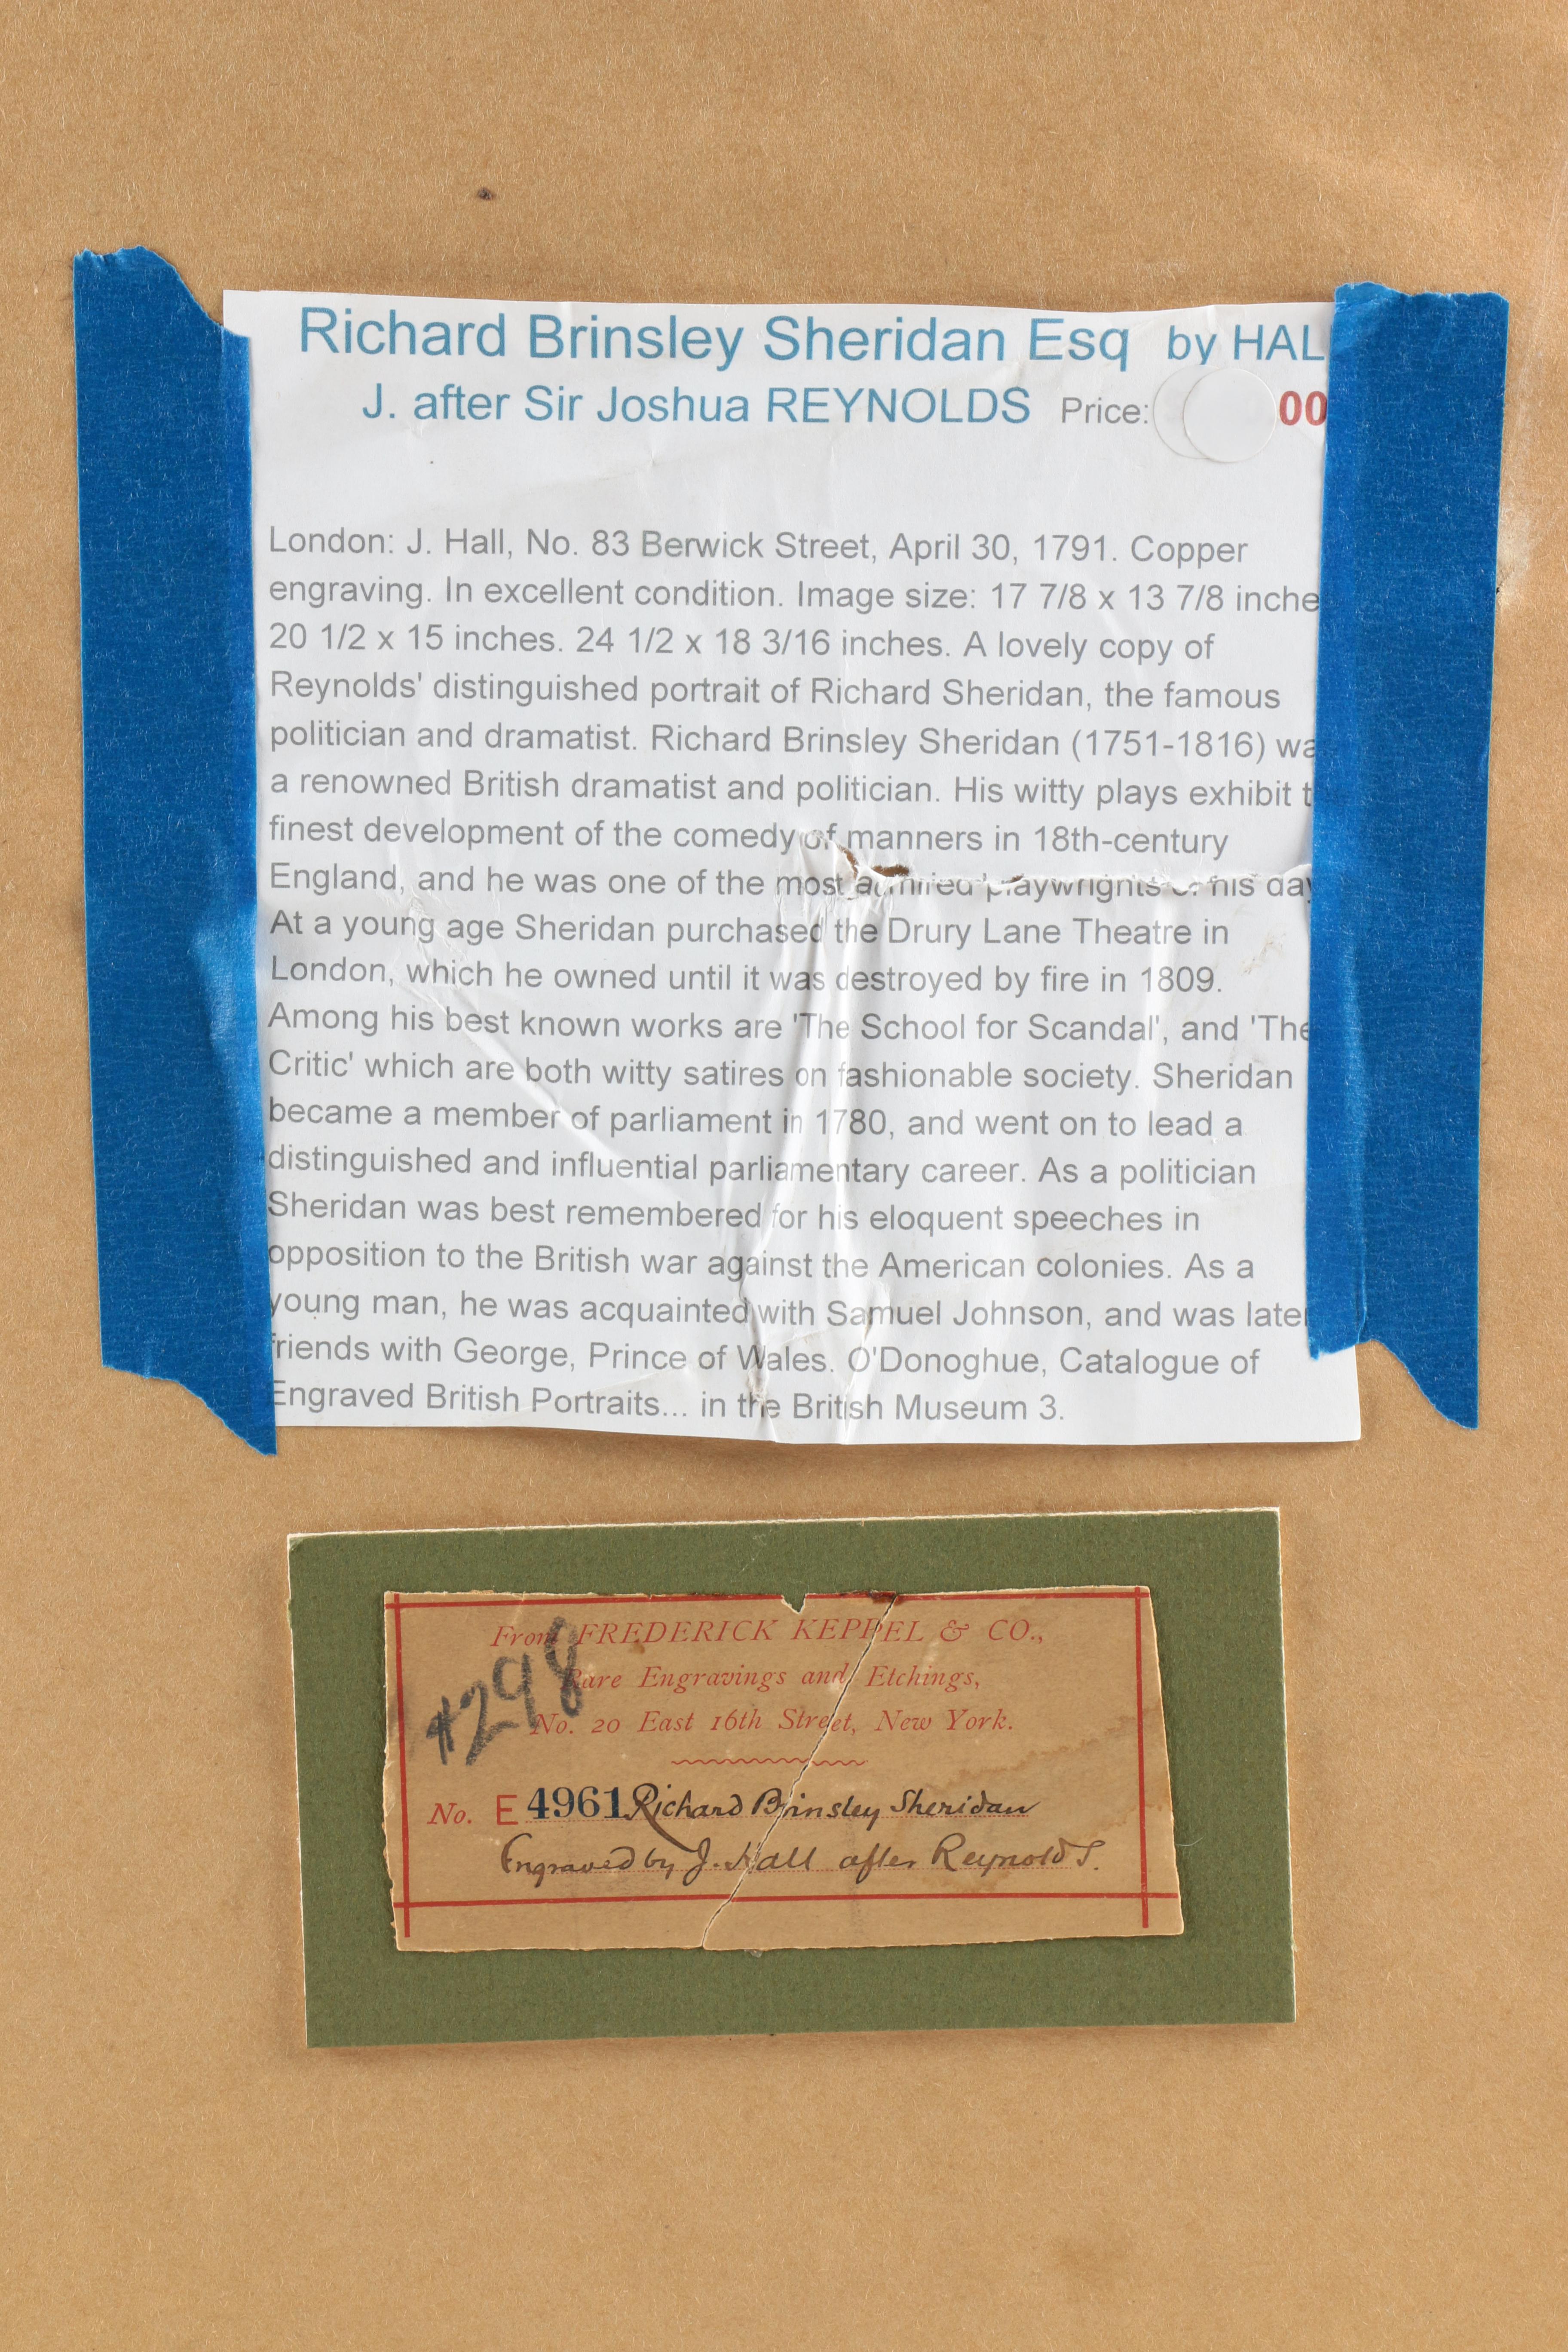 Richard Brinsley Sheridan Esq by HAL
J. after Sir Joshua REYNOLDS Price: 00
London: J. Hall, No. 83 Berwick Street, April 30, 1791. Copper
engraving. In excellent condition. Image size: 17 7/8 x 13 7/8 inche
20 1/2 x 15 inches. 24 1/2 x 18 3/16 inches. A lovely copy of
Reynolds' distinguished portrait of Richard Sheridan, the famous
politician and dramatist. Richard Brinsley Sheridan (1751-1816) wa
a renowned British dramatist and politician. His witty plays exhibit t
finest development of the comedy of manners in 18th-century
England, and he was one of the most admired playwrights of his day
At a young age Sheridan purchased the Drury Lane Theatre in
London, which he owned until it was destroyed by fire in 1809.
Among his best known works are 'The School for Scandal', and 'The
Critic' which are both witty satires on fashionable society. Sheridan
became a member of parliament in 1780, and went on to lead a
distinguished and influential parliamentary career. As a politician
Sheridan was best remembered for his eloquent speeches in
opposition to the British war against the American colonies. As a
young man, he was acquainted with Samuel Johnson, and was later
friends with George, Prince of Wales. O'Donoghue, Catalogue of
Engraved British Portraits... in the British Museum 3.
From FREDERICK KEPPEL & CO.,
Rare Engravings and Etchings,
No. 20 East 16th Street, New York.
#298
No. E 4961 Richard Brinsley Sheridan
Engraved by J. Hall after Reynolds.